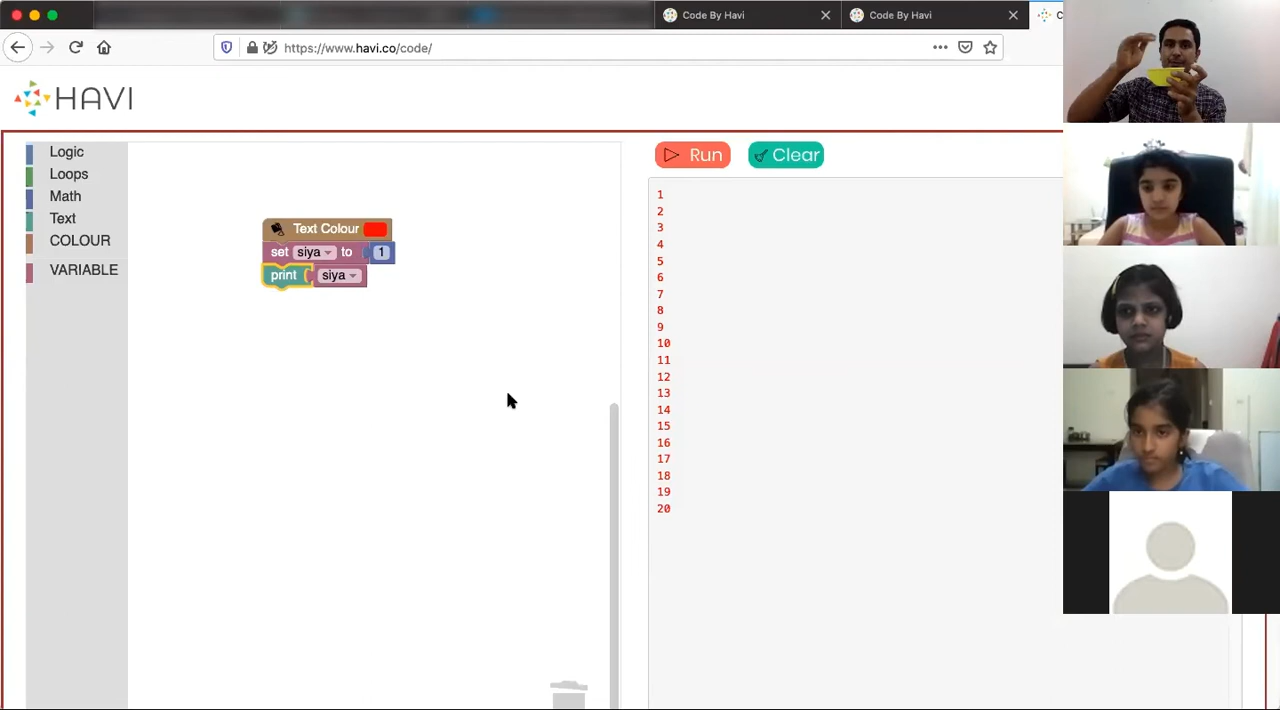 Code By Havi
Code By Havi
C
https://www.havi.co/code/
HAVI
Logic
Loops
Math
Text
COLOUR
VARIABLE
Text Colour
set siya to 1
print siya
Run
Clear
1
2
3
4
5
6
7
8
9
10
11
12
13
14
15
16
17
18
19
20